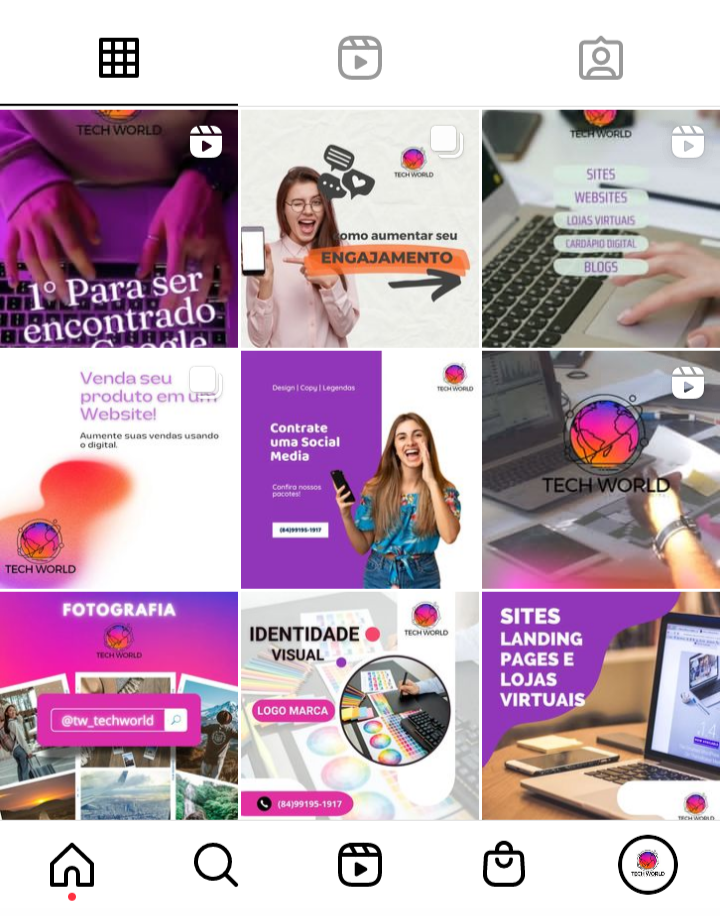 TECH WORLD
1º Para ser
encontrado
Google
TECH WORLD
omo aumentar seu
ENGAJAMENTO
TECH WORLD
SITES
WEBSITES
LOJAS VIRTUAIS
CARDÁPIO DIGITAL
BLOGS
Venda seu
produto em um
Website!
Aumente suas vendas usando
o digital.
TECH WORLD
TECH WORLD
Design | Copy | Legendas
Contrate
uma Social
Media
Confira nossos
pacotes!
(84)99195-1917
TECH WORLD
FOTOGRAFIA
TECH WORLD
@tw_techworld
TECH WORLD
IDENTIDADE
VISUAL
LOGO MARCA
(84)99195-1917
SITES
LANDING
PAGES E
LOJAS
VIRTUAIS
TECH WORLD
TECH WORLD